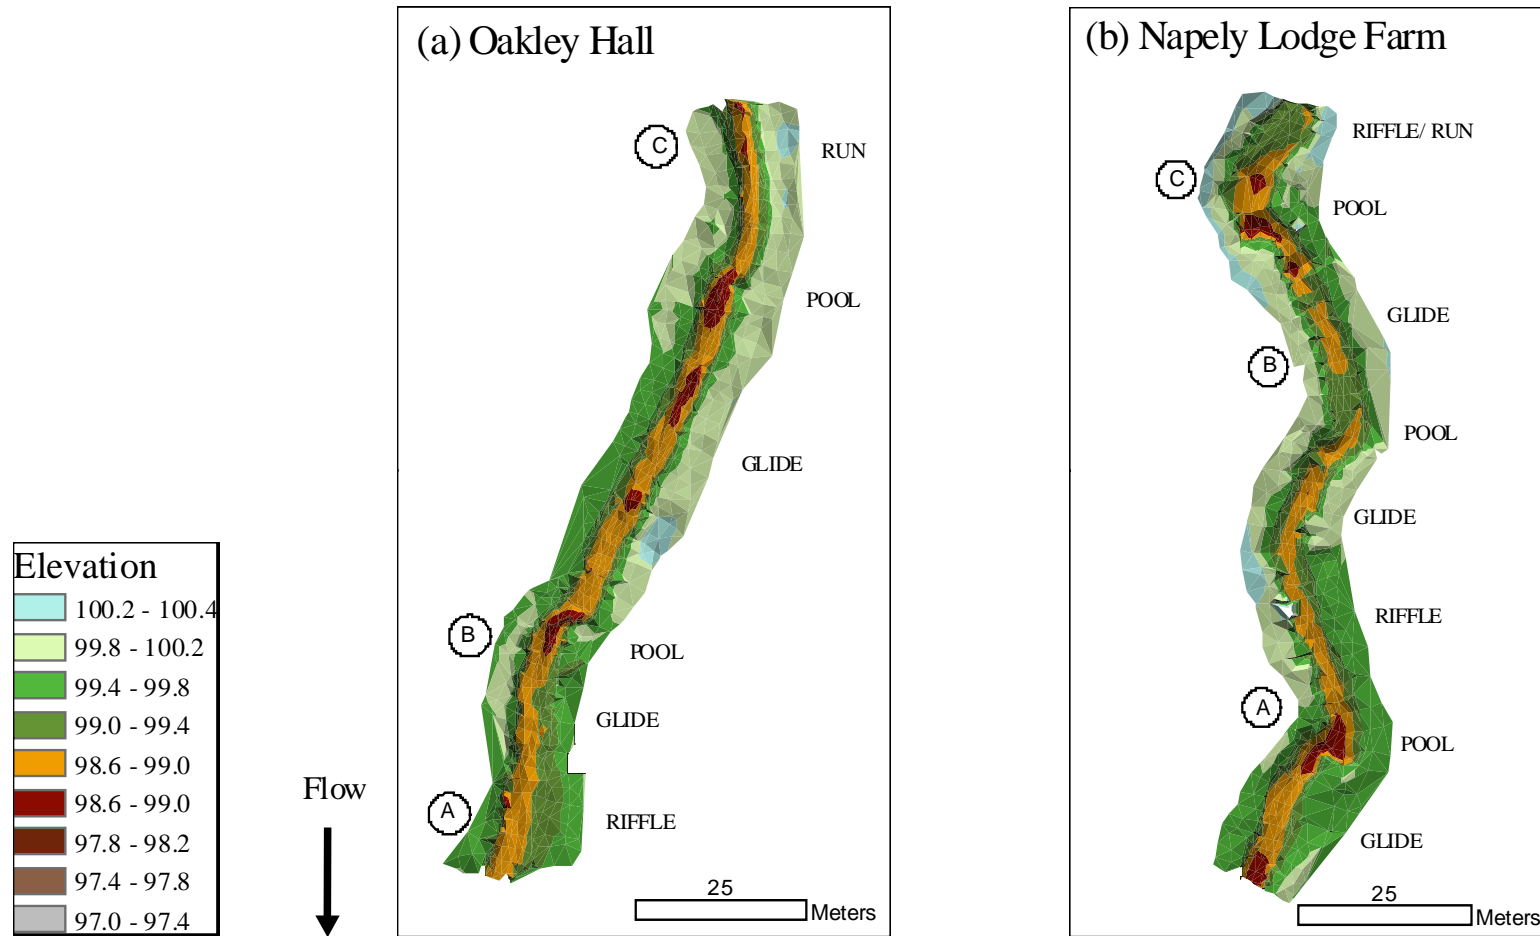 (a) Oakley Hall
C
RUN
POOL
GLIDE
B
POOL
GLIDE
A
RIFFLE
25
Meters
(b) Napely Lodge Farm
RIFFLE/ RUN
C
POOL
GLIDE
B
POOL
GLIDE
RIFFLE
A
POOL
GLIDE
25
Meters
Elevation
100.2 - 100.4
99.8 - 100.2
99.4 - 99.8
99.0 - 99.4
98.6 - 99.0
98.6 - 99.0
97.8 - 98.2
97.4 - 97.8
97.0 - 97.4
Flow